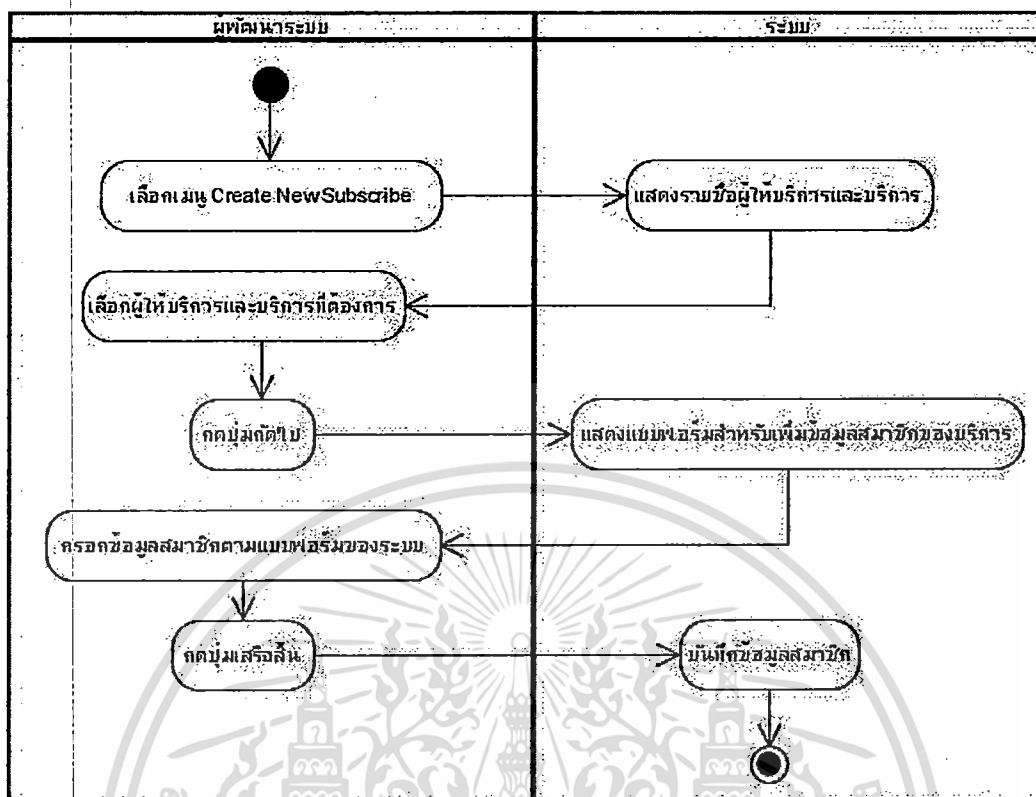 ผู้พัฒนาระบบ
ระบบ
เลือกเมนู Create New Subscribe
แสดงรายชื่อผู้ให้บริการและบริการ
เลือกผู้ให้บริการและบริการที่ต้องการ
กดปุ่มถัดไป
แสดงแบบฟอร์มสำหรับเพิ่มข้อมูลสมาชิกของบริการ
กรอกข้อมูลสมาชิกตามแบบฟอร์มของระบบ
กดปุ่มเสร็จสิ้น
บันทึกข้อมูลสมาชิก